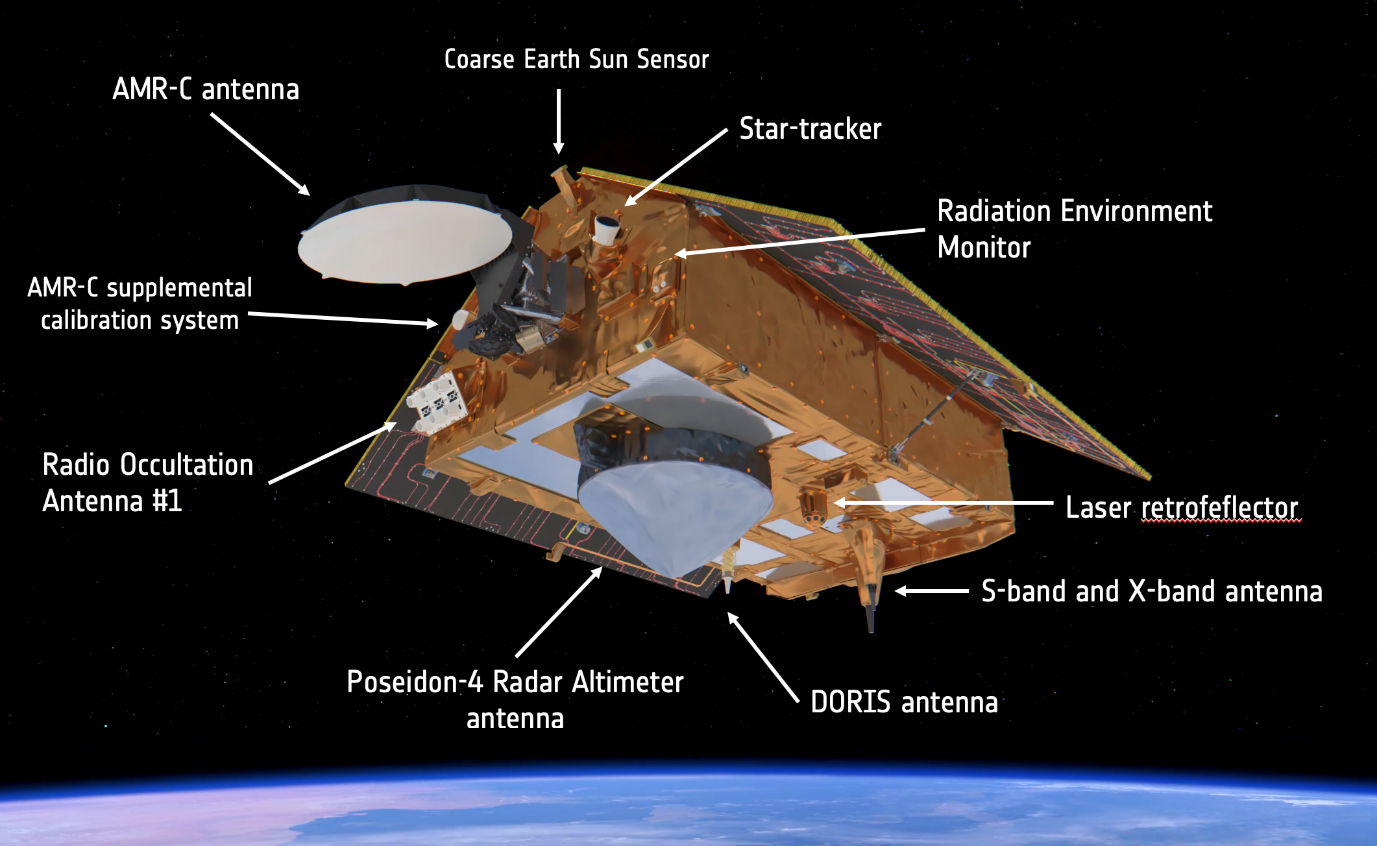 Coarse Earth Sun Sensor
AMR-C antenna
Star-tracker
Radiation Environment
Monitor
AMR-C supplemental
calibration system
Radio Occultation
Antenna #1
Laser retrofeflector
S-band and X-band antenna
Poseidon-4 Radar Altimeter
antenna
DORIS antenna